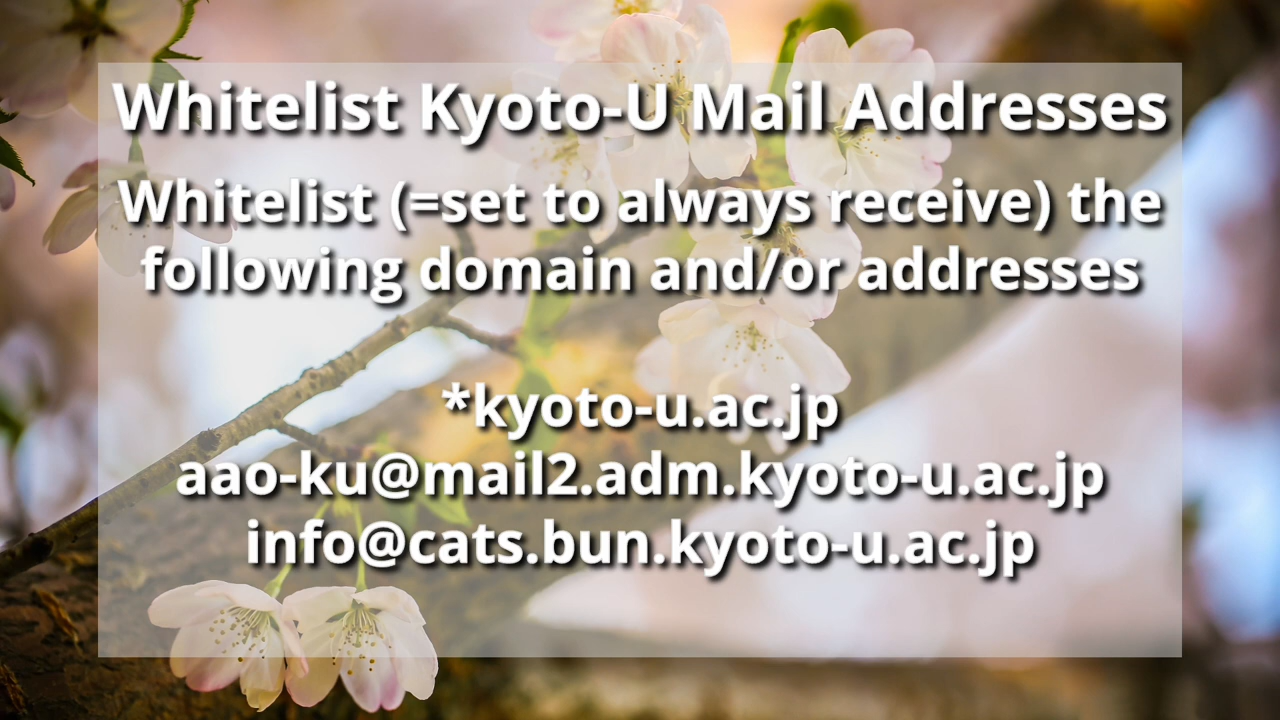 Whitelist Kyoto-U Mail Addresses
Whitelist (=set to always receive) the
following domain and/or addresses
*kyoto-u.ac.jp
aao-ku@mail2.adm.kyoto-u.ac.jp
info@cats.bun.kyoto-u.ac.jp